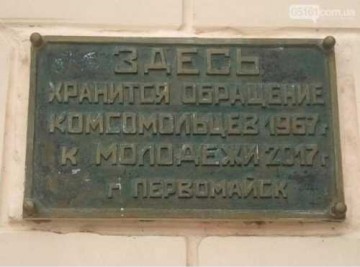 ЗДЕСЬ
ХРАНИТСЯ ОБРАЩЕНИЕ
КОМСОМОЛЬЦЕВ 1967 г
К МОЛОДЕЖИ 2017 г
г ПЕРВОМАЙСК